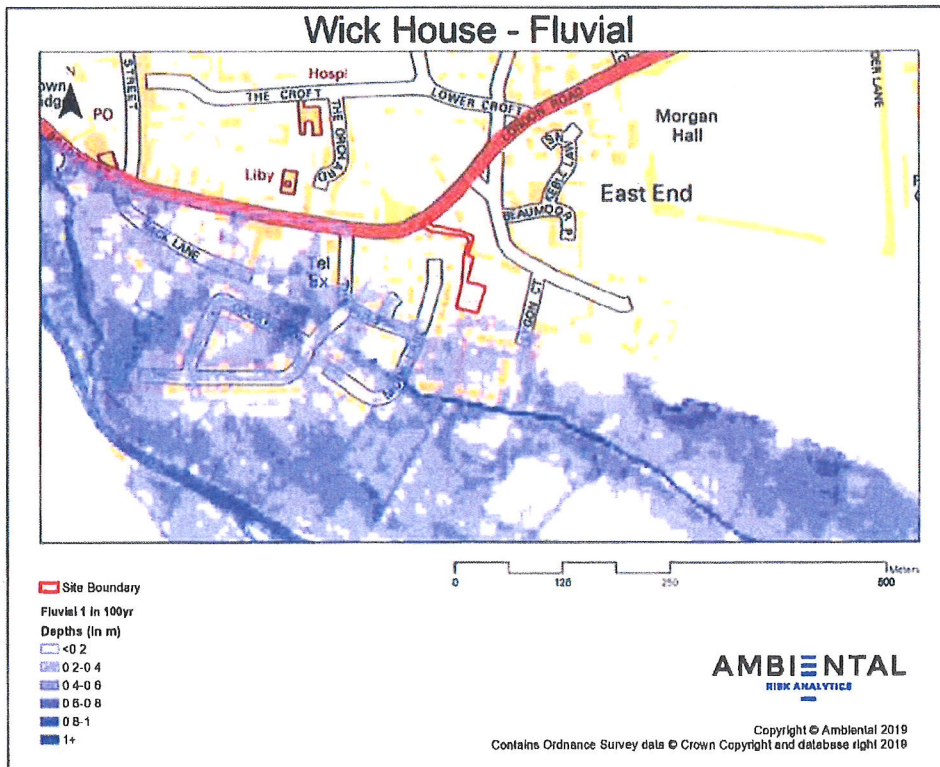 Wick House - Fluvial
N
STREET
Hospl
THE CROFT
LOWER CROFT
LONDON ROAD
PO
THE ORCHARD
Morgan
Hall
Liby
East End
BEAUMOOR P
LANE
Tel
Ex
Site Boundary
0
125
250
500
Meters
Fluvial 1 in 100yr
Depths (in m)
<0 2
0 2-0 4
0 4-0 6
0 6-0 8
0 8-1
1+
AMBIENTAL
RISK ANALYTICS
Copyright © Ambiental 2019
Contains Ordnance Survey data © Crown Copyright and database right 2019